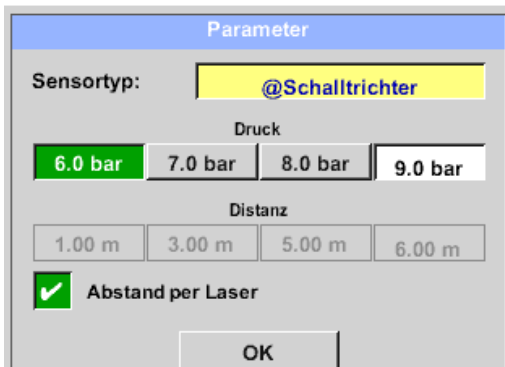 Parameter
Sensortyp: @Schalltrichter
Druck
6.0 bar 7.0 bar 8.0 bar 9.0 bar
Distanz
1.00 m 3.00 m 5.00 m 6.00 m
Abstand per Laser
OK